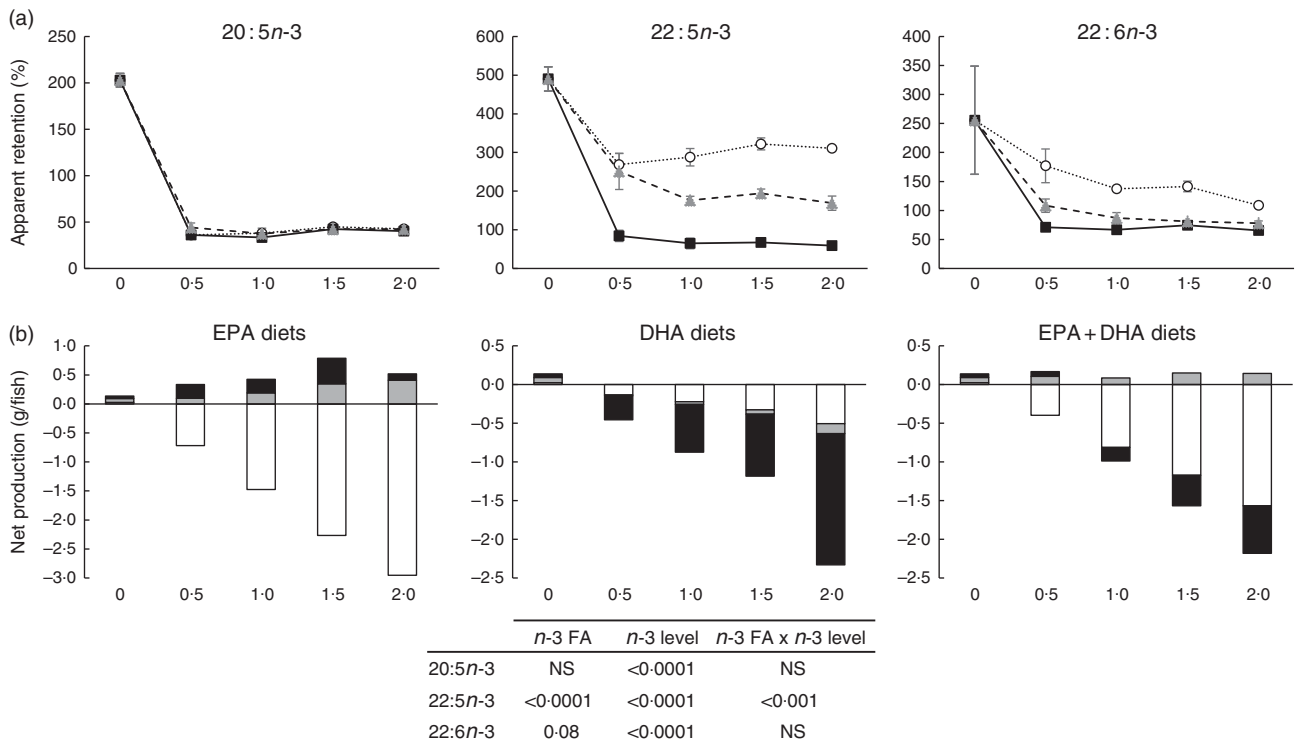 (a)
20:5n-3
22:5n-3
22:6n-3
Apparent retention (%)
250
200
150
100
50
0
0 0·5 1·0 1·5 2·0
600
500
400
300
200
100
0
0 0·5 1·0 1·5 2·0
400
350
300
250
200
150
100
50
0
0 0·5 1·0 1·5 2·0
(b)
EPA diets
DHA diets
EPA+DHA diets
Net production (g/fish)
1·0
0·5
0·0
–0·5
–1·0
–1·5
–2·0
–2·5
–3·0
0 0·5 1·0 1·5 2·0
0·5
0·0
–0·5
–1·0
–1·5
–2·0
–2·5
0 0·5 1·0 1·5 2·0
0·5
0·0
–0·5
–1·0
–1·5
–2·0
–2·5
0 0·5 1·0 1·5 2·0
n-3 FA n-3 level n-3 FA x n-3 level
20:5n-3 NS <0·0001 NS
22:5n-3 <0·0001 <0·0001 <0·001
22:6n-3 0·08 <0·0001 NS